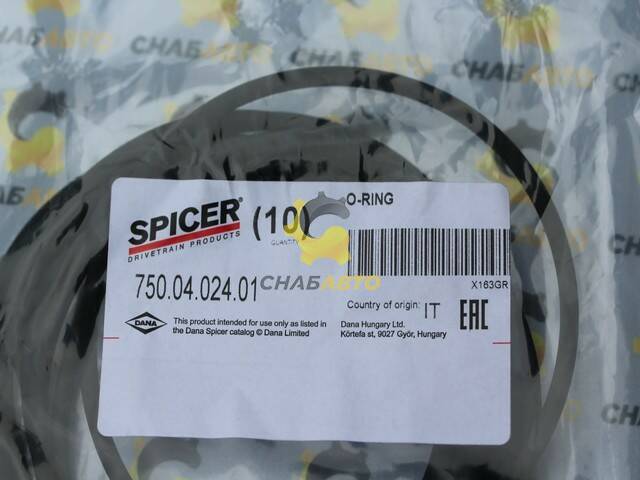 СНАБАВТО
СНАБАВТО
SPICER®
DRIVETRAIN PRODUCTS
(10)
QUANTITY
O-RING
СНАБАВТО
750.04.024.01
X163GR
Country of origin: IT
EAC
DANA
This product intended for use only as listed in
the Dana Spicer catalog © Dana Limited
Dana Hungary Ltd.
Körtefa st, 9027 Győr, Hungary